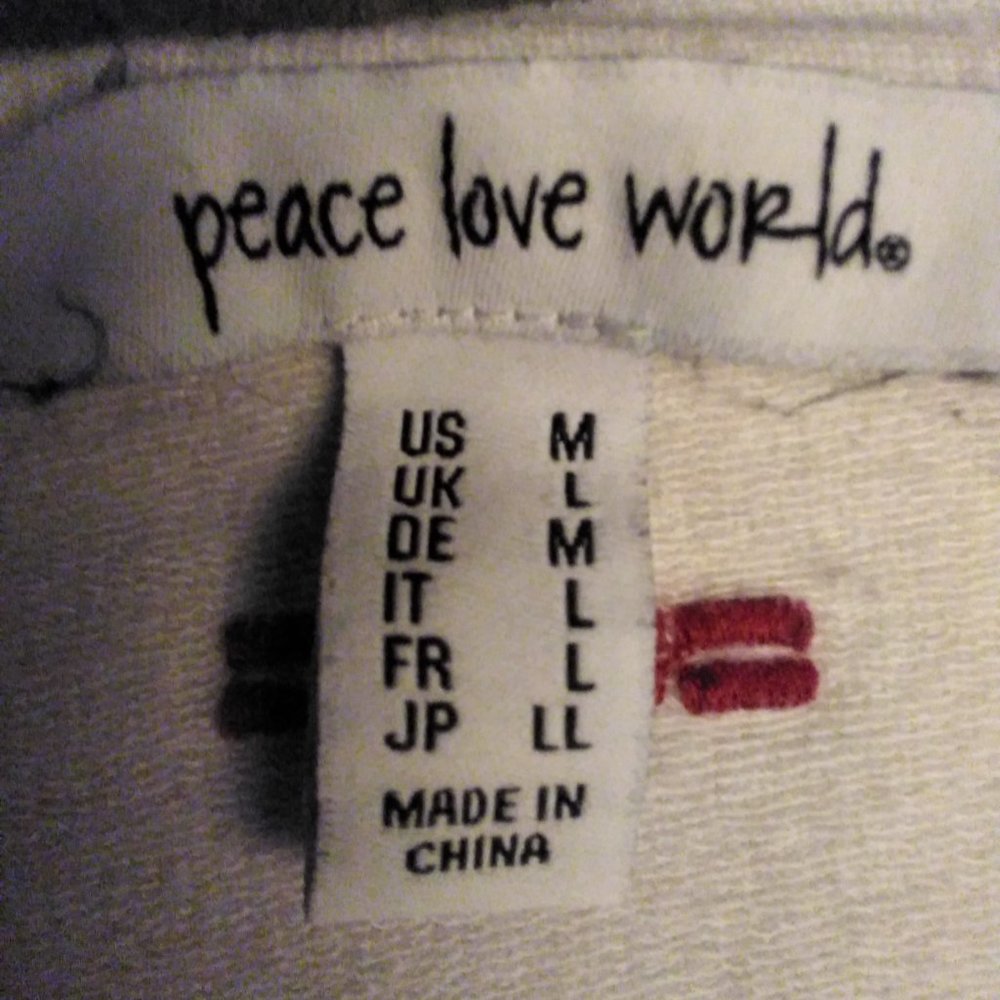 peace love world.®
US M
UK L
DE M
IT L
FR L
JP LL
MADE IN
CHINA